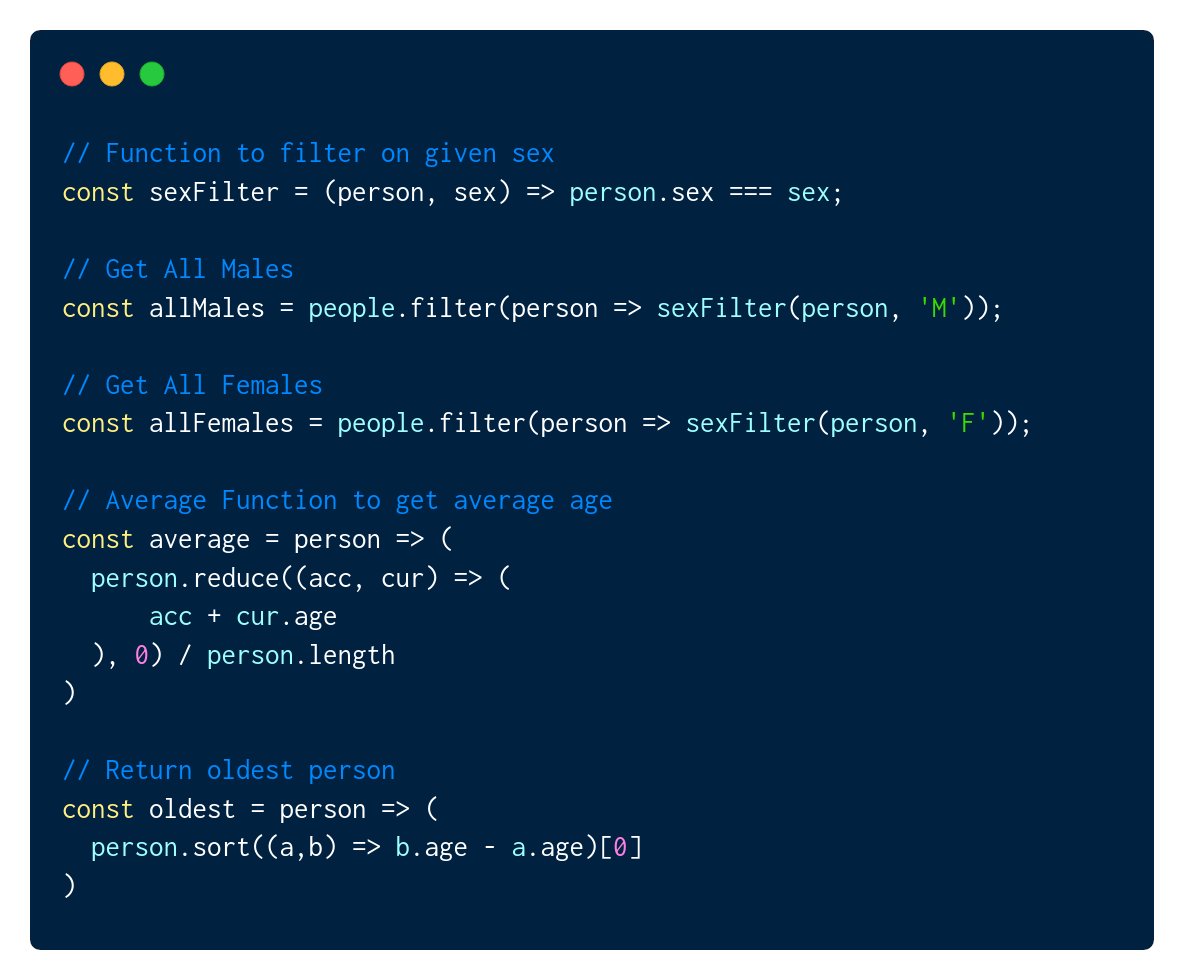 // Function to filter on given sex
const sexFilter = (person, sex) => person.sex === sex;
// Get All Males
const allMales = people.filter(person => sexFilter(person, 'M'));
// Get All Females
const allFemales = people.filter(person => sexFilter(person, 'F'));
// Average Function to get average age
const average = person => (
  person.reduce((acc, cur) => (
      acc + cur.age
  ), 0) / person.length
)
// Return oldest person
const oldest = person => (
  person.sort((a,b) => b.age - a.age)[0]
)